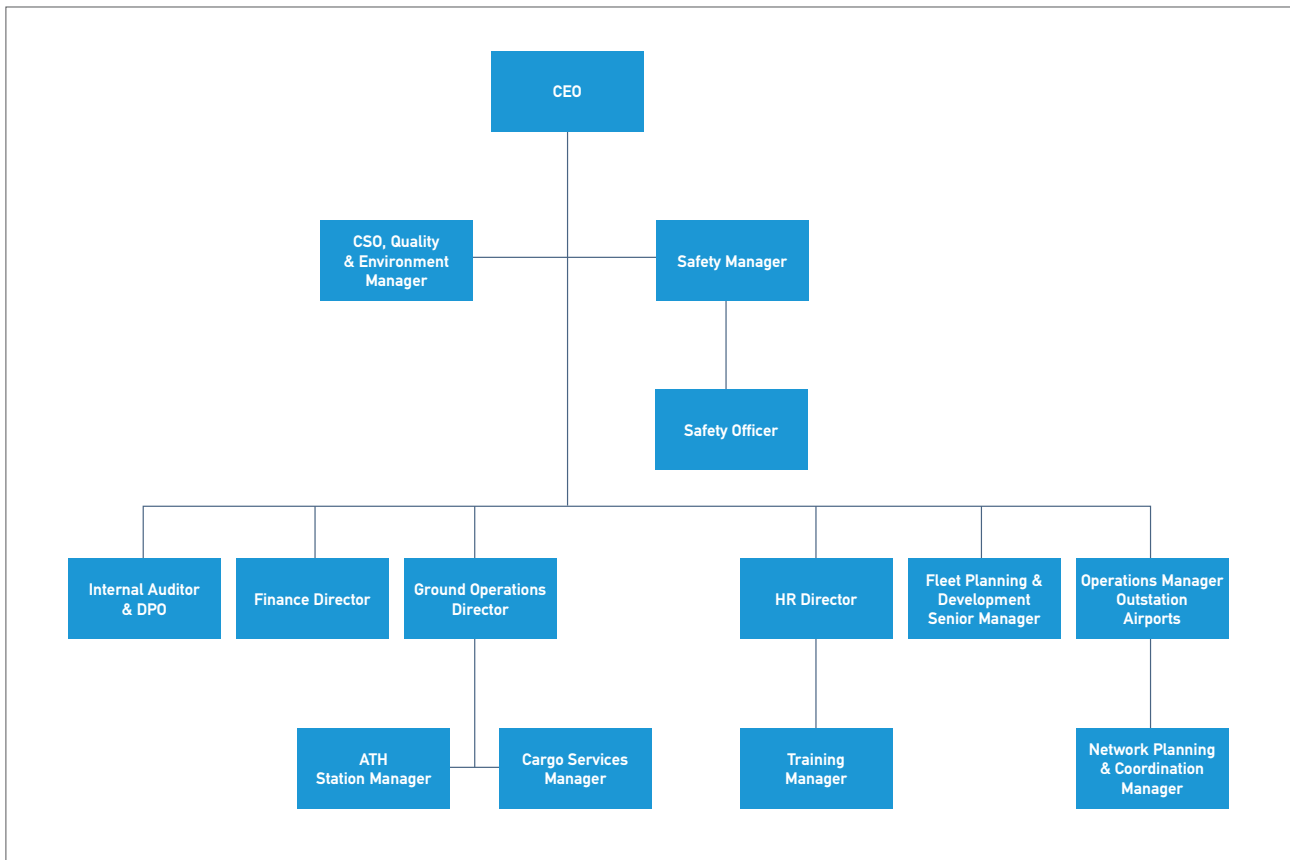 CEO
CSO, Quality
& Environment
Manager
Safety Manager
Safety Officer
Internal Auditor
& DPO
Finance Director
Ground Operations
Director
HR Director
Fleet Planning &
Development
Senior Manager
Operations Manager
Outstation
Airports
ATH
Station Manager
Cargo Services
Manager
Training
Manager
Network Planning
& Coordination
Manager